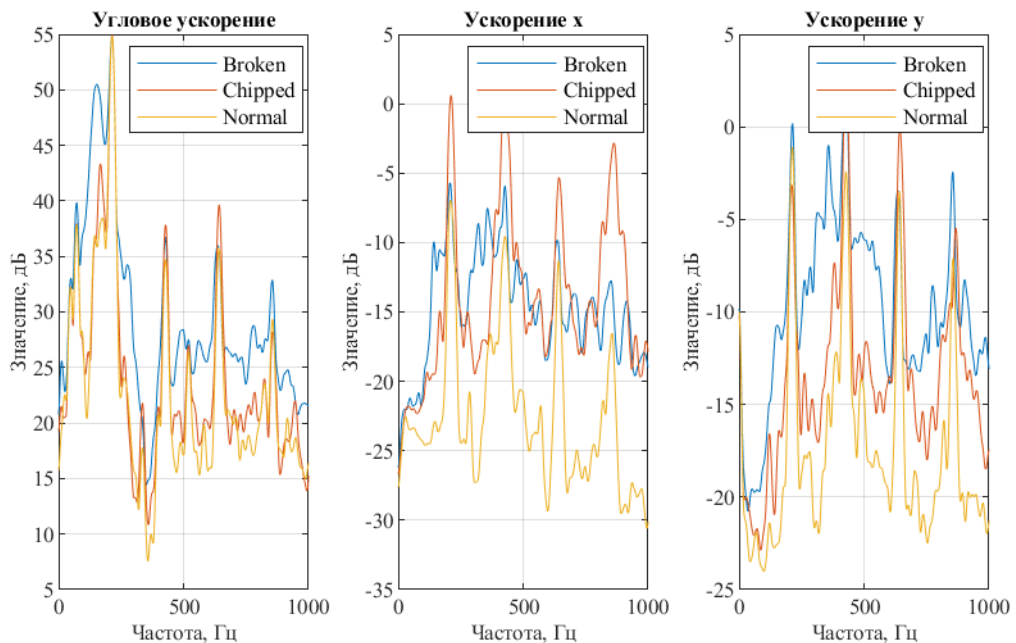 Угловое ускорение
55
50
45
40
35
30
25
20
15
10
5
0
500
1000
Значение, дБ
Частота, Гц
Broken
Chipped
Normal
Ускорение x
5
0
-5
-10
-15
-20
-25
-30
-35
0
500
1000
Значение, дБ
Частота, Гц
Broken
Chipped
Normal
Ускорение y
5
0
-5
-10
-15
-20
-25
0
500
1000
Значение, дБ
Частота, Гц
Broken
Chipped
Normal